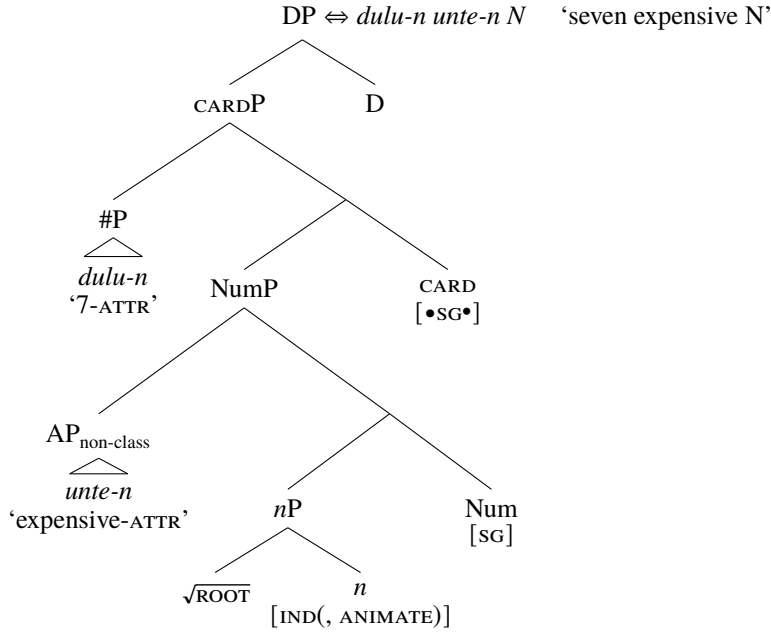 DP ⇔ dulu-n unte-n N ‘seven expensive N’
CARDP D
#P
dulu-n
‘7-ATTR’
NumP CARD
[•SG•]
APnon-class
unte-n
‘expensive-ATTR’
nP Num
[SG]
√ROOT n
[IND(, ANIMATE)]